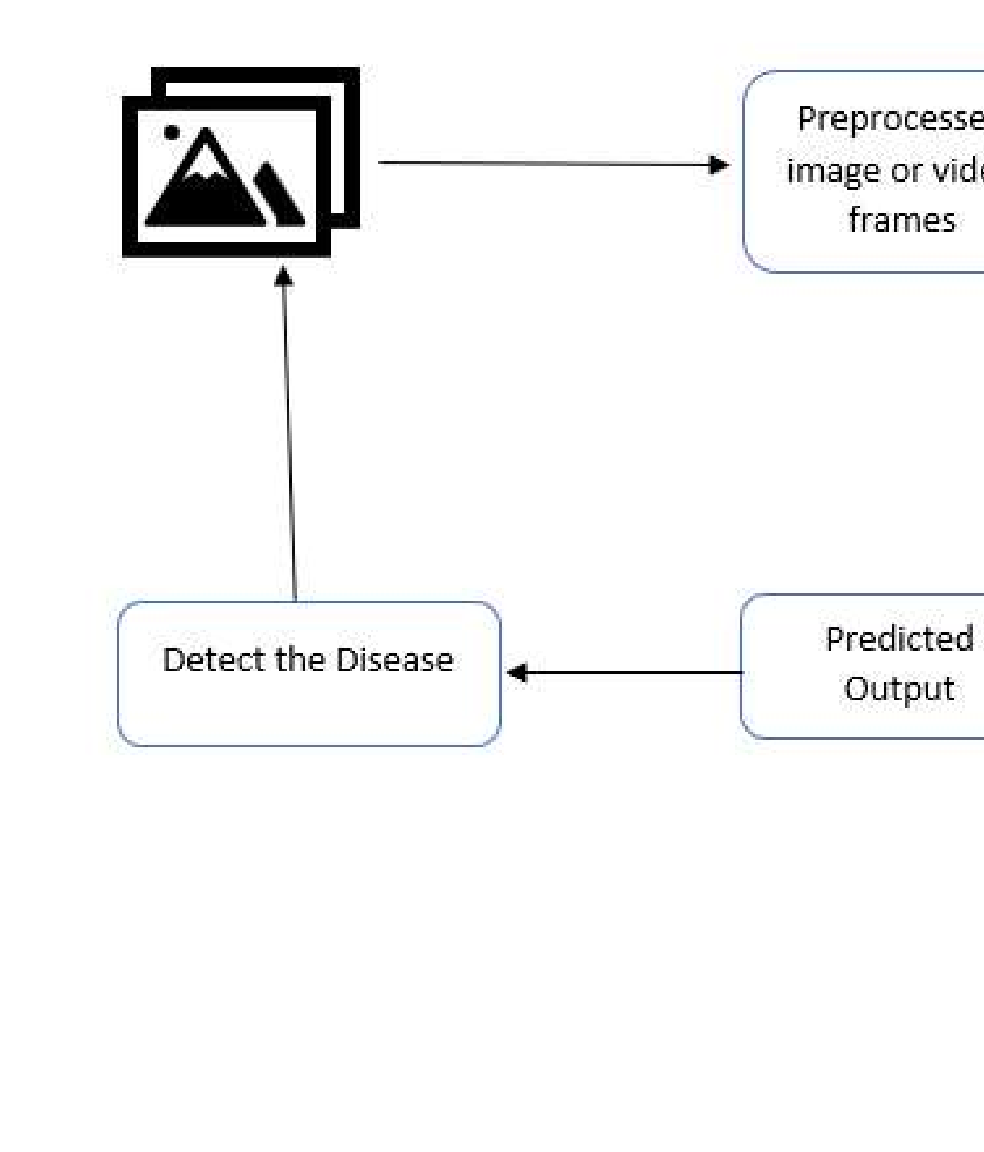 Preprocesse
image or vide
frames
Detect the Disease
Predicted
Output